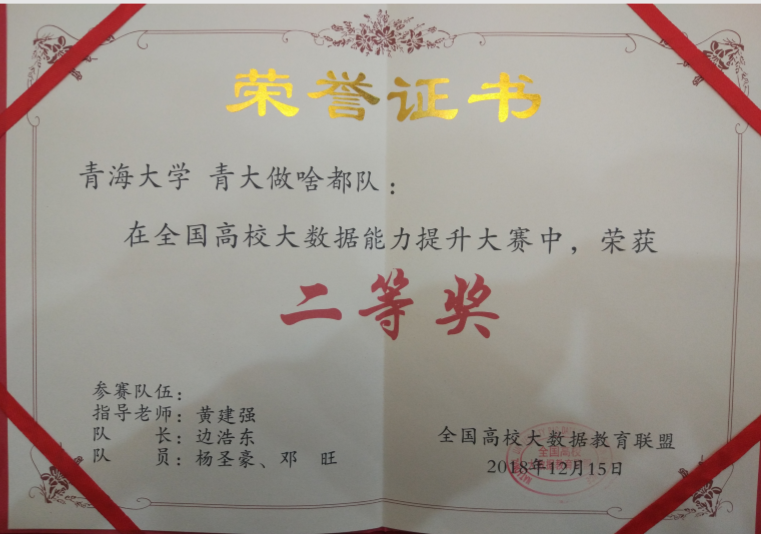 荣誉证书
青海大学 青大做啥都队：
在全国高校大数据能力提升大赛中，荣获
二等奖
参赛队伍：
指导老师：黄建强
队 长：边浩东
队 员：杨圣豪、邓 旺
全国高校大数据教育联盟
全国高校
2018年12月15日